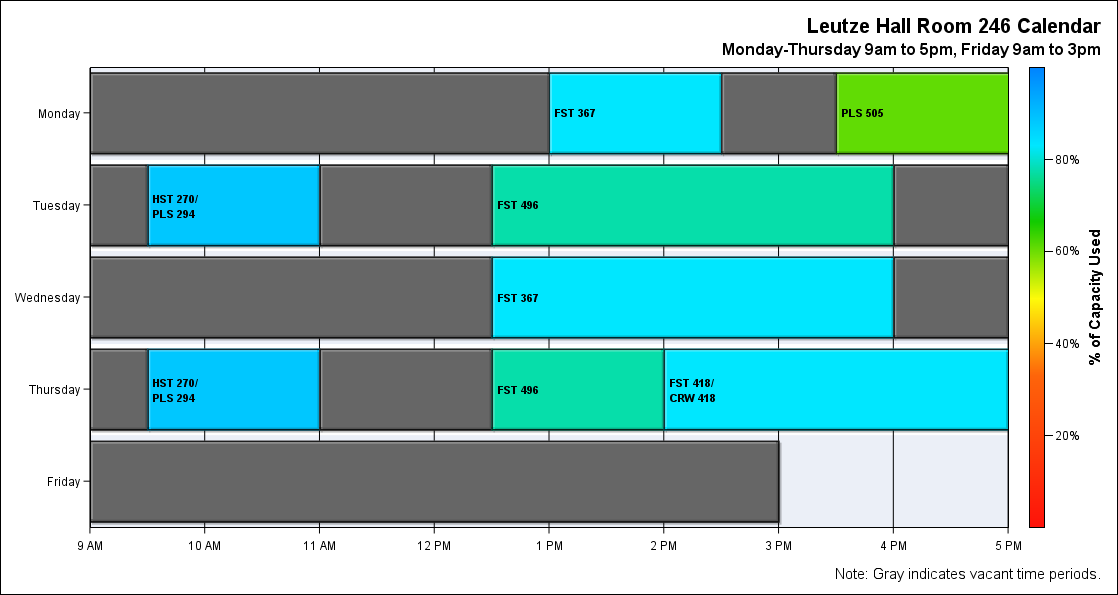 Leutze Hall Room 246 Calendar
Monday-Thursday 9am to 5pm, Friday 9am to 3pm
Monday
FST 367
PLS 505
Tuesday
HST 270/
PLS 294
FST 496
Wednesday
FST 367
Thursday
HST 270/
PLS 294
FST 496
FST 418/
CRW 418
Friday
9 AM
10 AM
11 AM
12 PM
1 PM
2 PM
3 PM
4 PM
5 PM
80%
60%
40%
20%
% of Capacity Used
Note: Gray indicates vacant time periods.